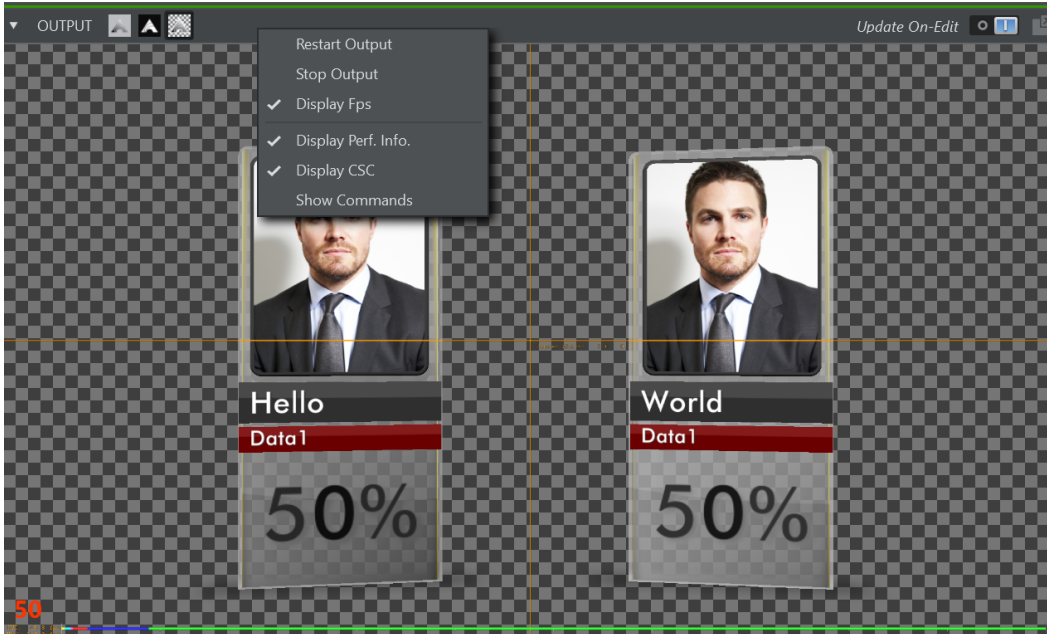 OUTPUT
Update On-Edit
Restart Output
Stop Output
Display Fps
Display Perf. Info.
Display CSC
Show Commands
Hello
World
Data1
Data1
50%
50%
50